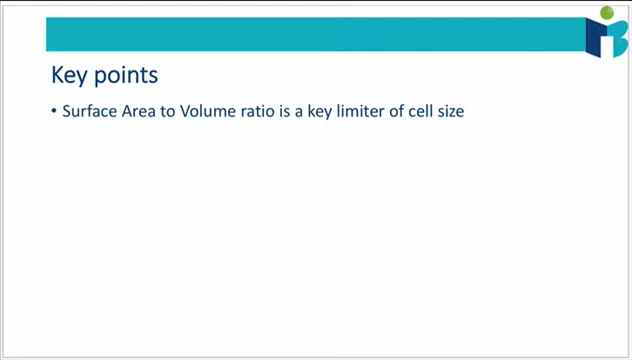 Key points
• Surface Area to Volume ratio is a key limiter of cell size